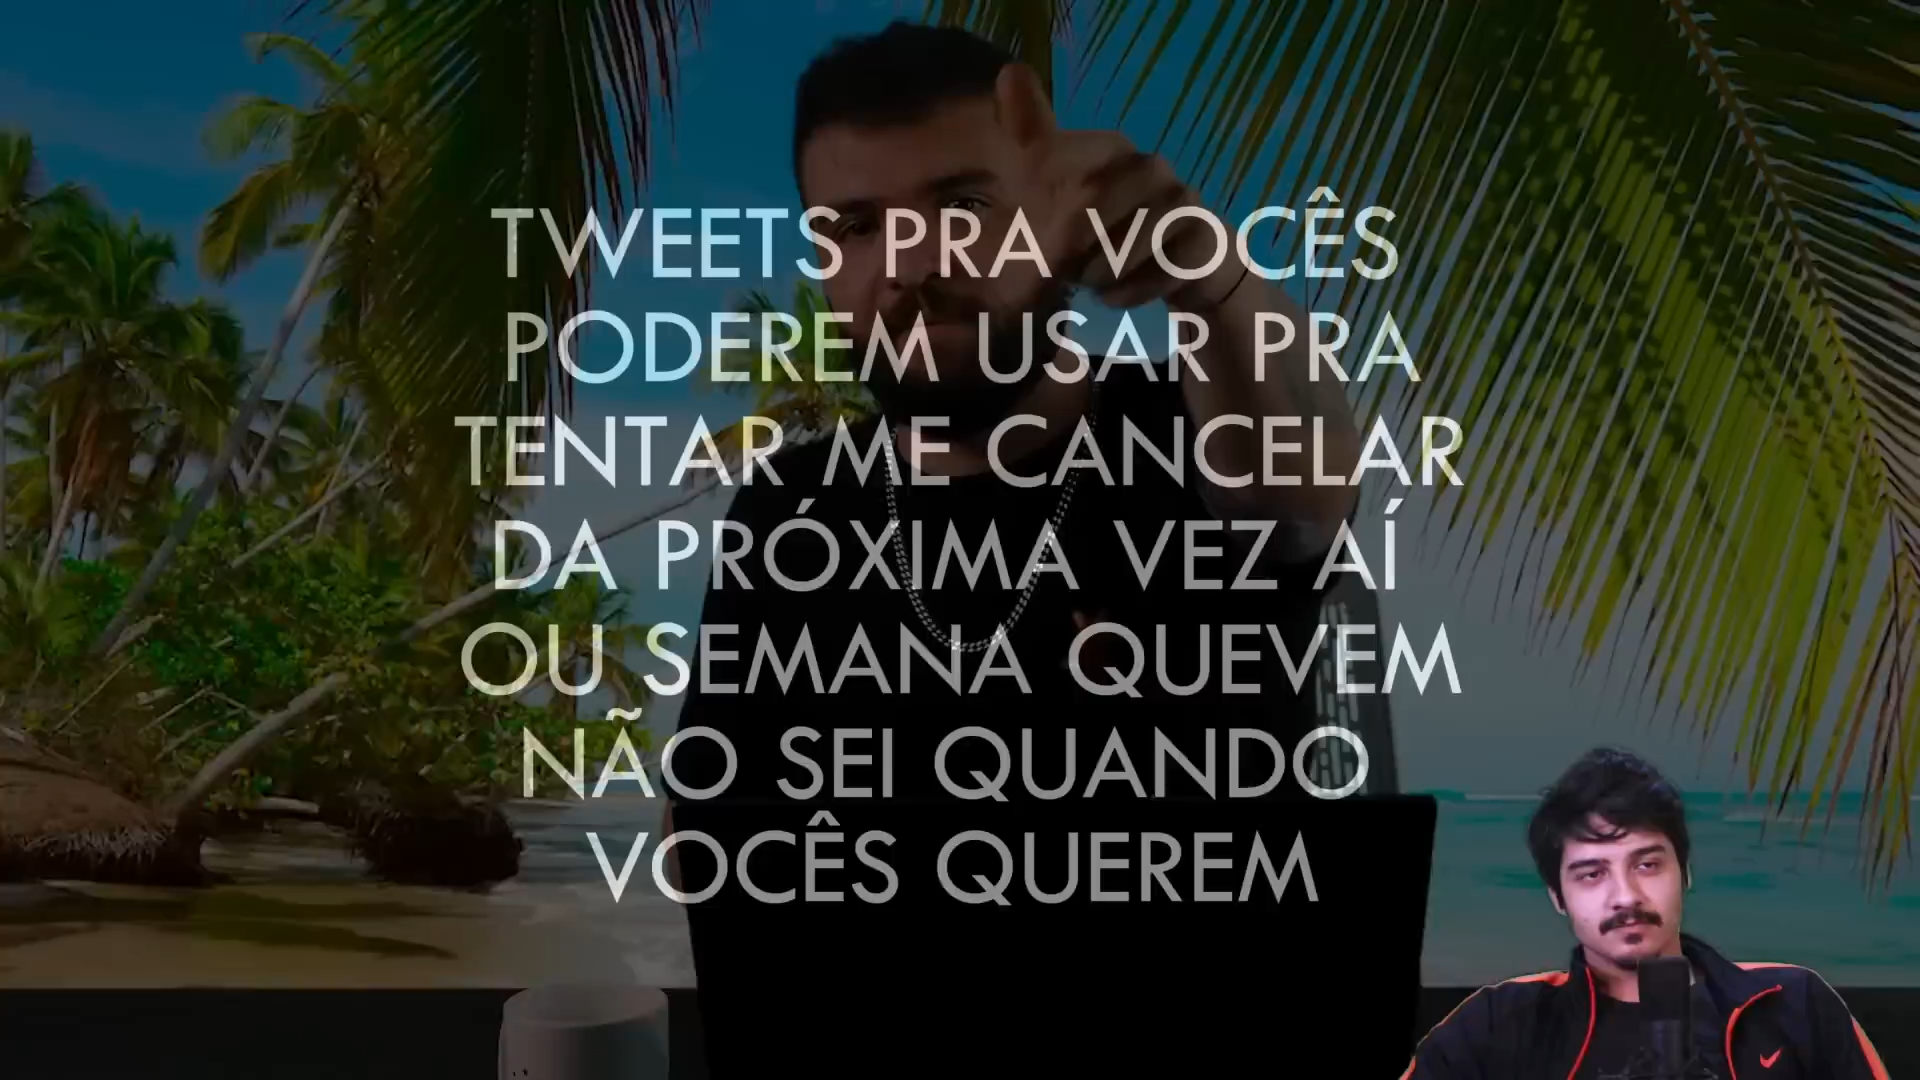 TWEETS PRA VOCÊS
PODEREM USAR PRA
TENTAR ME CANCELAR
DA PRÓXIMA VEZ AÍ
OU SEMANA QUEVEM
NÃO SEI QUANDO
VOCÊS QUEREM